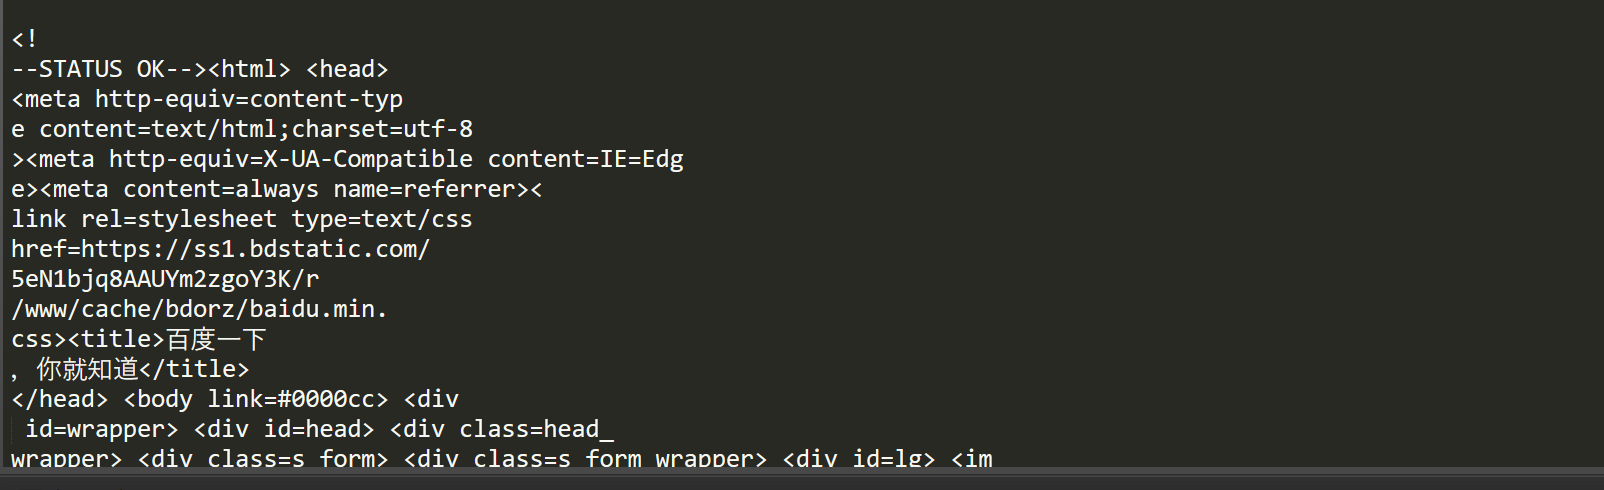 <!
--STATUS OK--><html> <head>
<meta http-equiv=content-typ
e content=text/html;charset=utf-8
><meta http-equiv=X-UA-Compatible content=IE=Edg
e><meta content=always name=referrer><
link rel=stylesheet type=text/css
href=https://ss1.bdstatic.com/
5eN1bjq8AAUYm2zgoY3K/r
/www/cache/bdorz/baidu.min.
css><title>百度一下
，你就知道</title>
</head> <body link=#0000cc> <div
 id=wrapper> <div id=head> <div class=head_
wrapper> <div class=s_form> <div class=s_form_wrapper> <div id=lg> <im